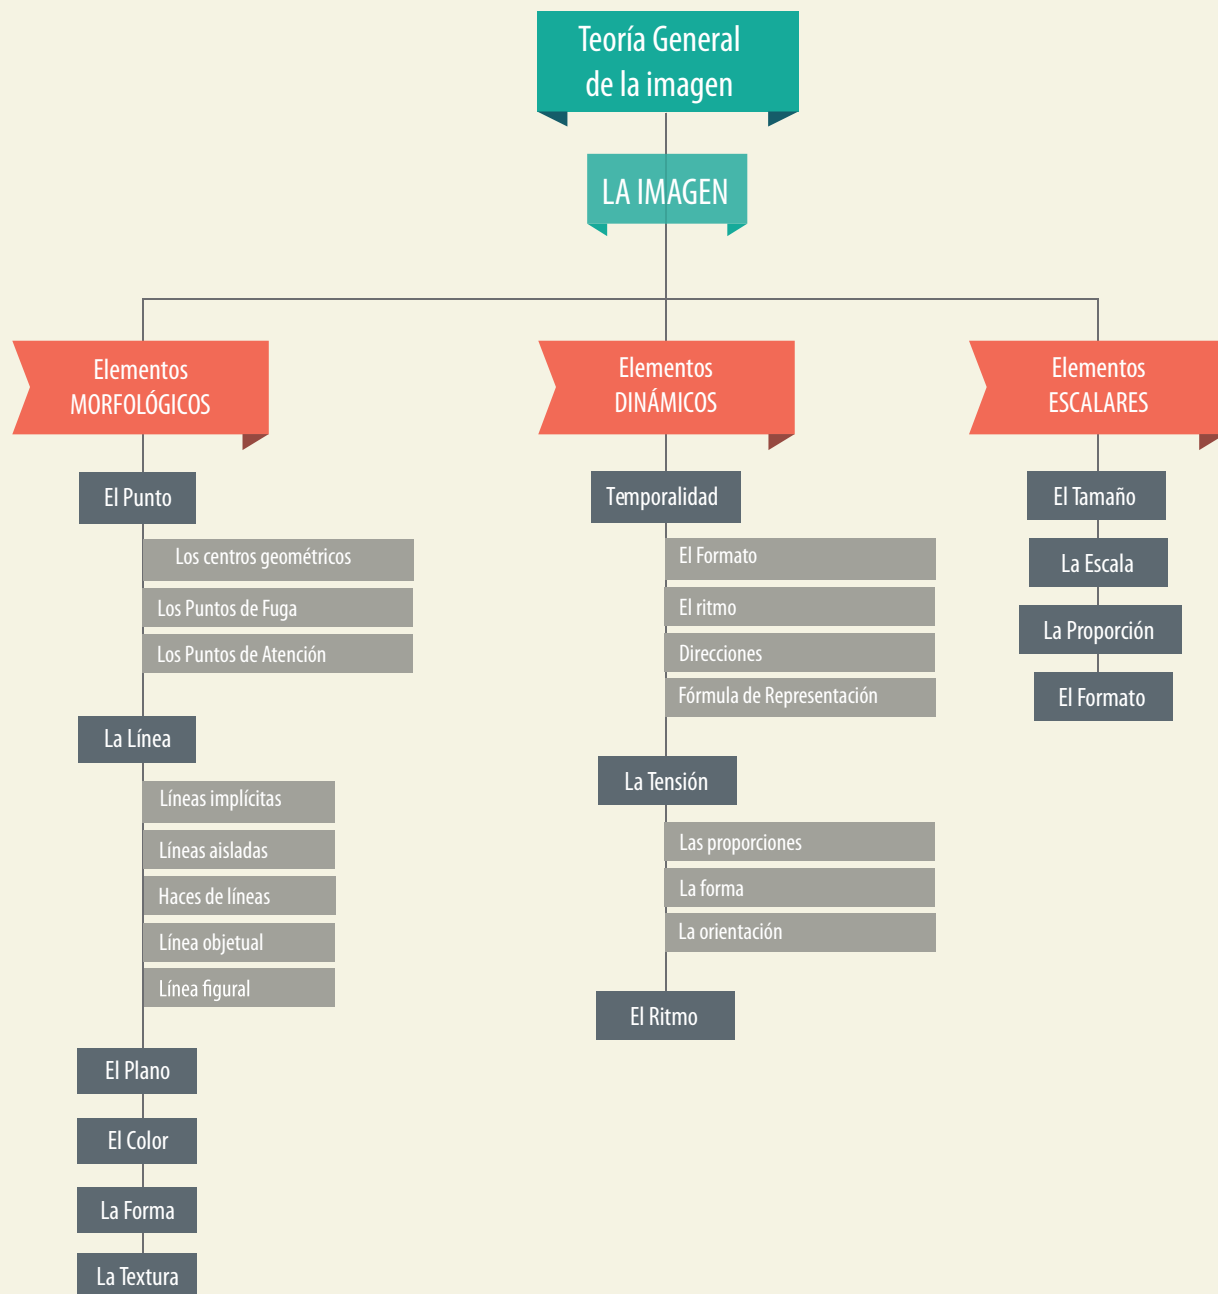 Teoría General
de la imagen
LA IMAGEN
Elementos
MORFOLÓGICOS
El Punto
Los centros geométricos
Los Puntos de Fuga
Los Puntos de Atención
La Línea
Líneas implícitas
Líneas aisladas
Haces de líneas
Línea objetual
Línea figural
El Plano
El Color
La Forma
La Textura
Elementos
DINÁMICOS
Temporalidad
El Formato
El ritmo
Direcciones
Fórmula de Representación
La Tensión
Las proporciones
La forma
La orientación
El Ritmo
Elementos
ESCALARES
El Tamaño
La Escala
La Proporción
El Formato